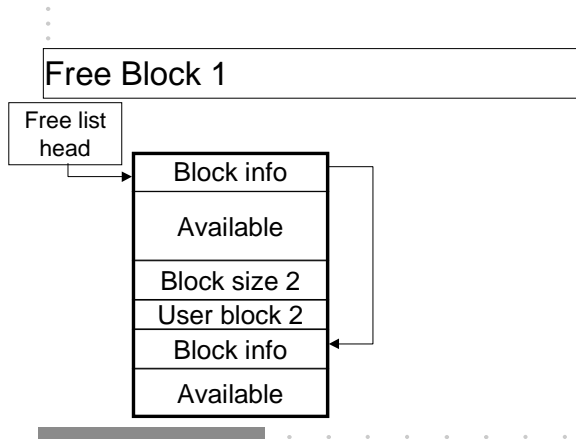 Free Block 1
Free list
head
Block info
Available
Block size 2
User block 2
Block info
Available